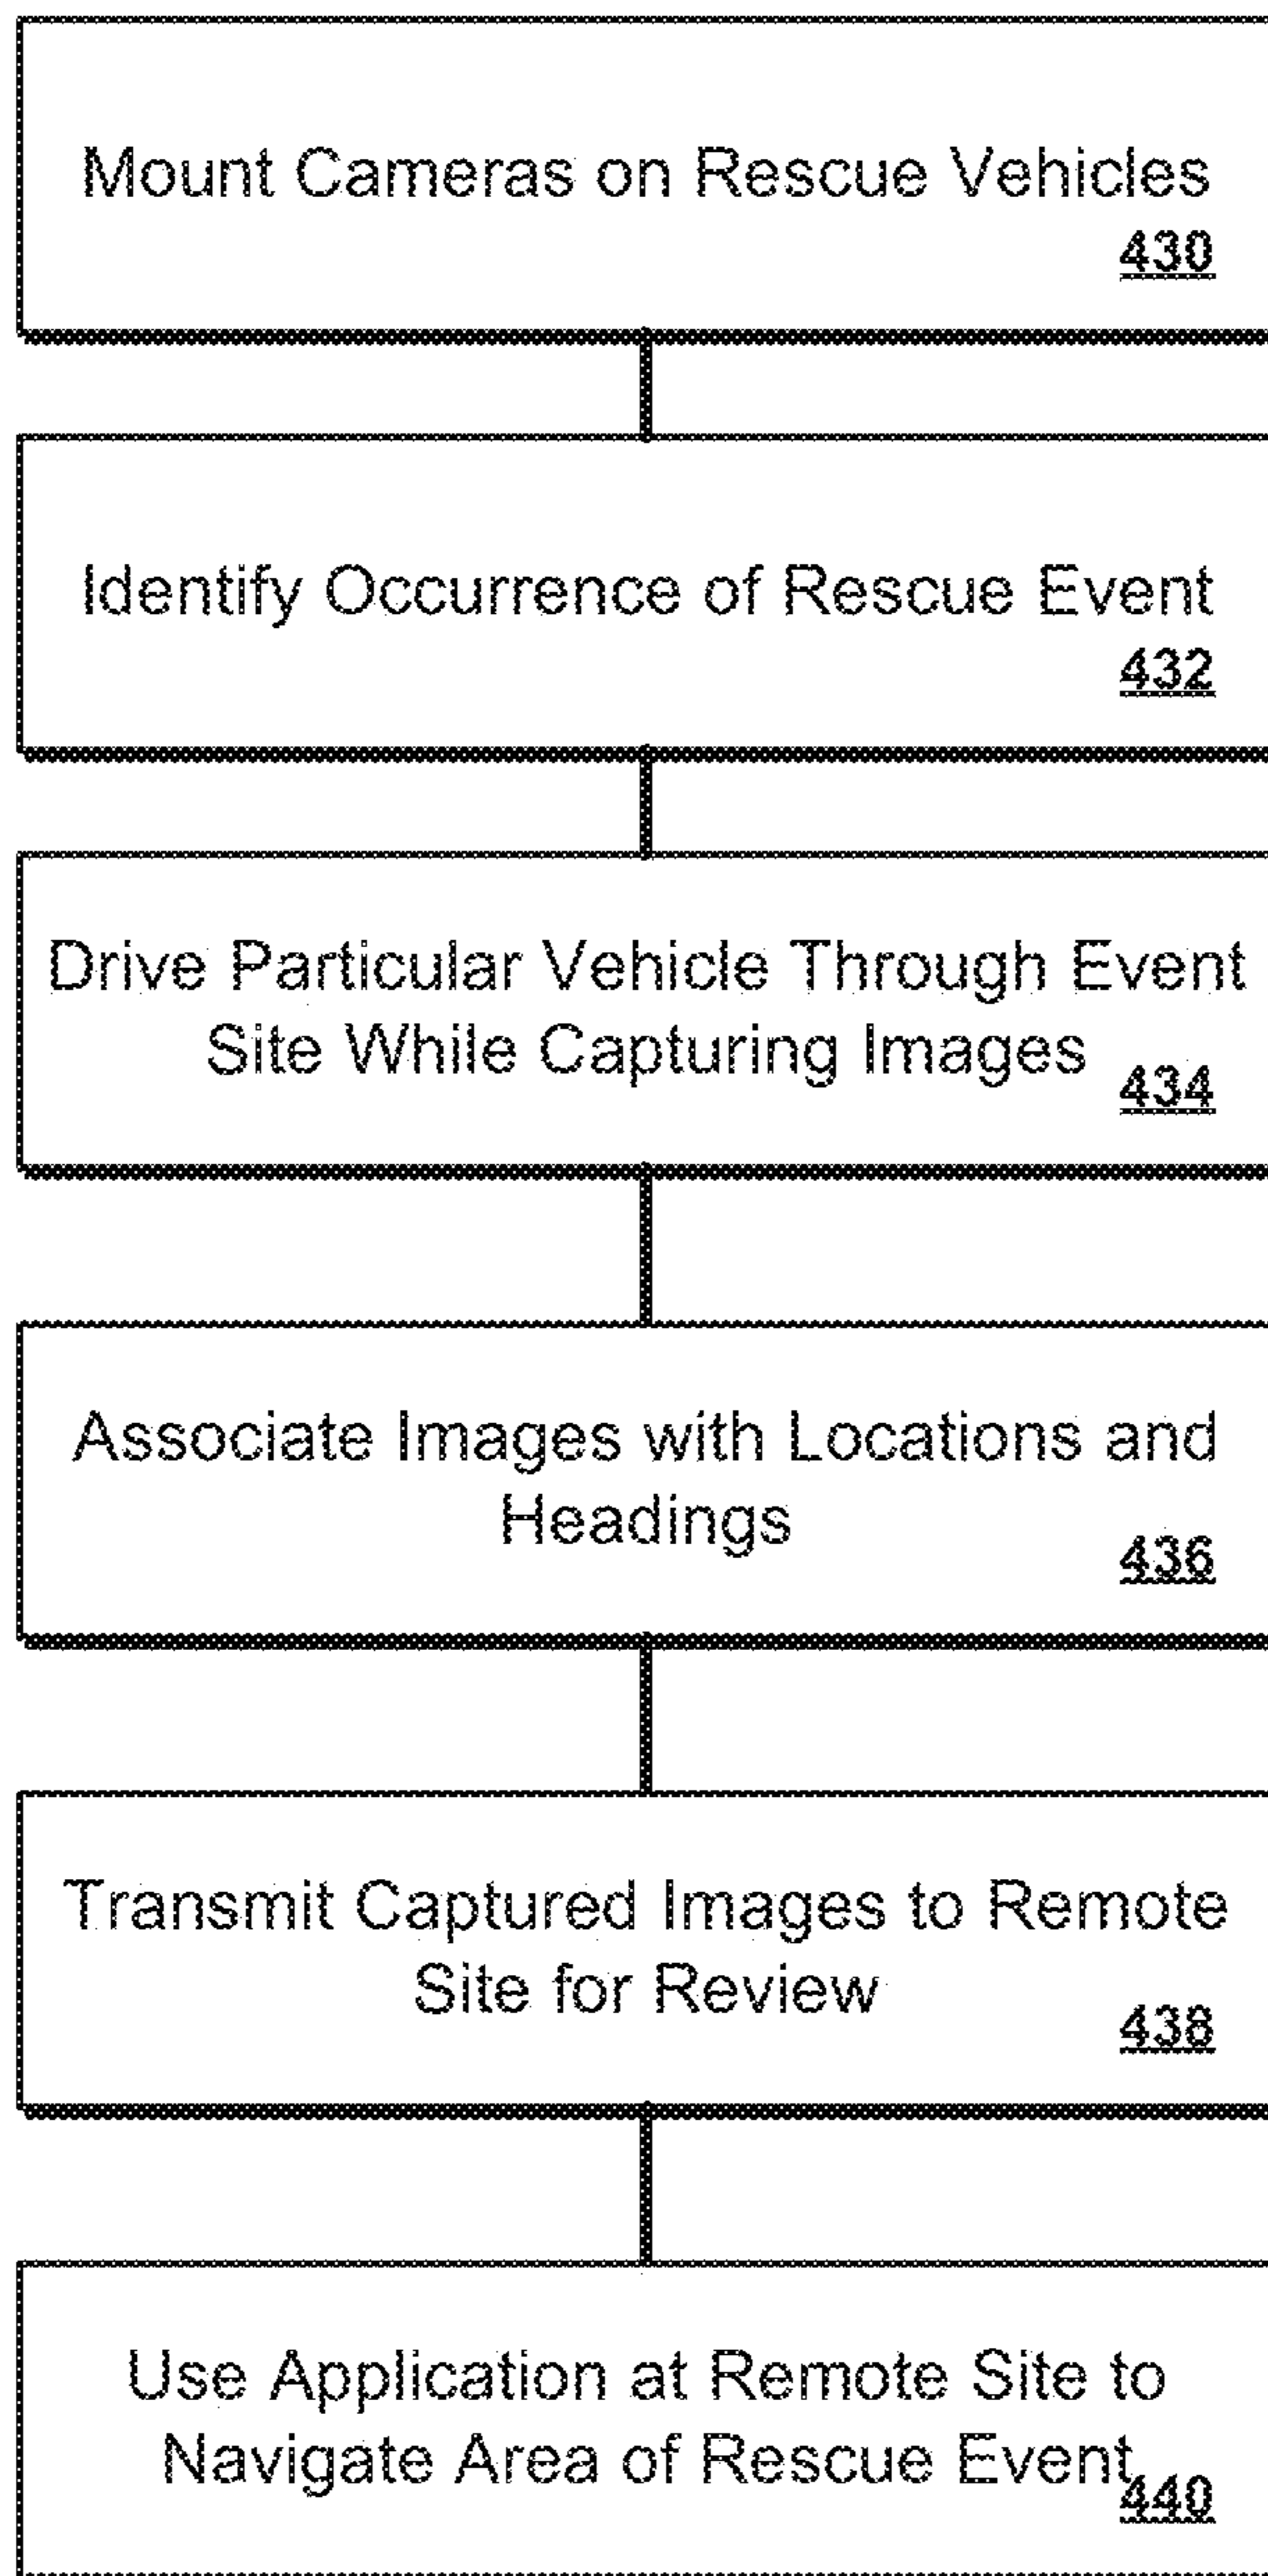 Mount Cameras on Rescue Vehicles
430
Identify Occurrence of Rescue Event
432
Drive Particular Vehicle Through Event
Site While Capturing Images
434
Associate Images with Locations and
Headings
436
Transmit Captured Images to Remote
Site for Review
438
Use Application at Remote Site to
Navigate Area of Rescue Event
440